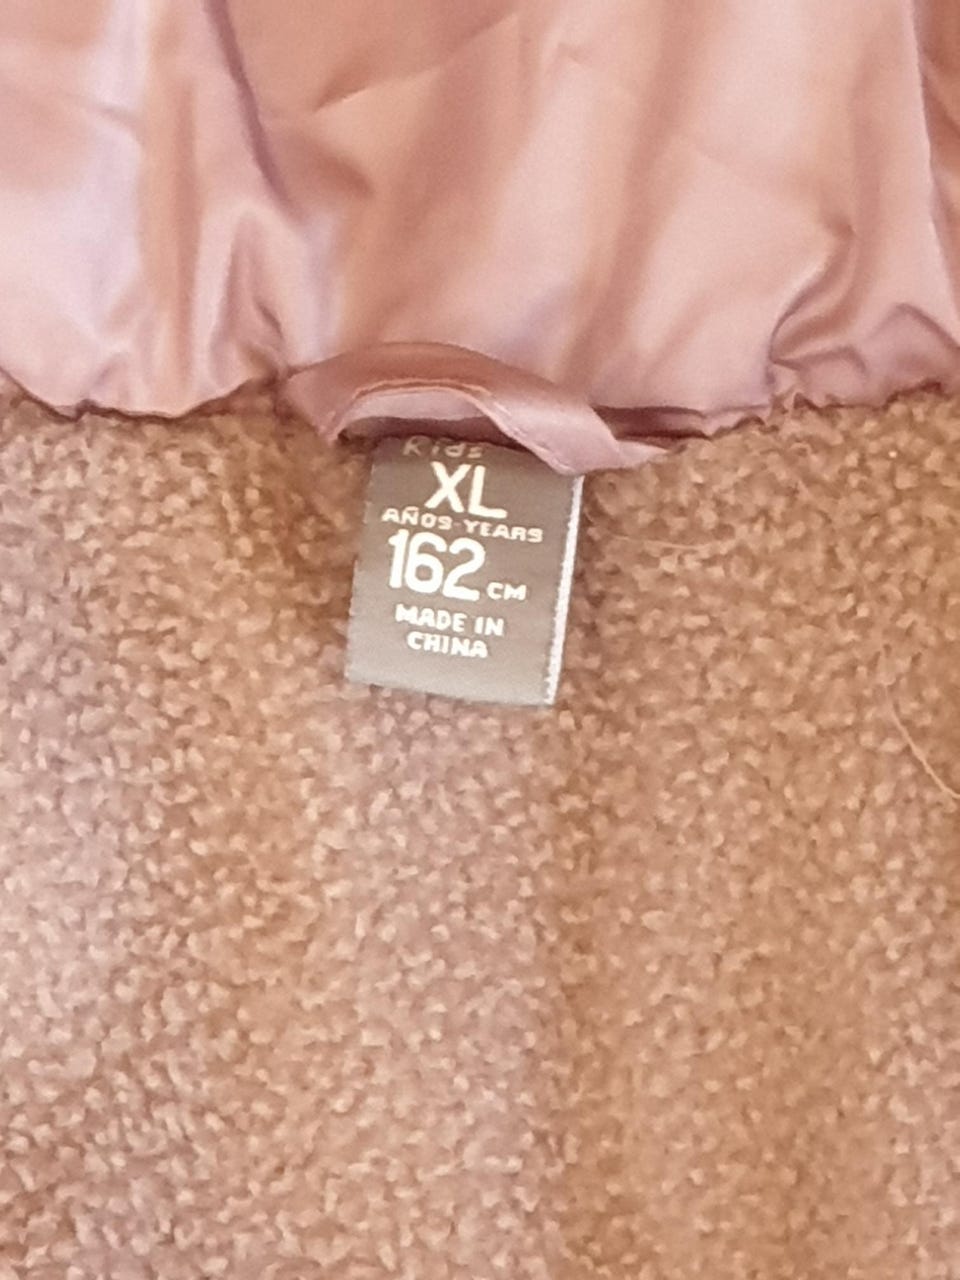 Kids
XL
AÑOS-YEARS
162 CM
MADE IN
CHINA